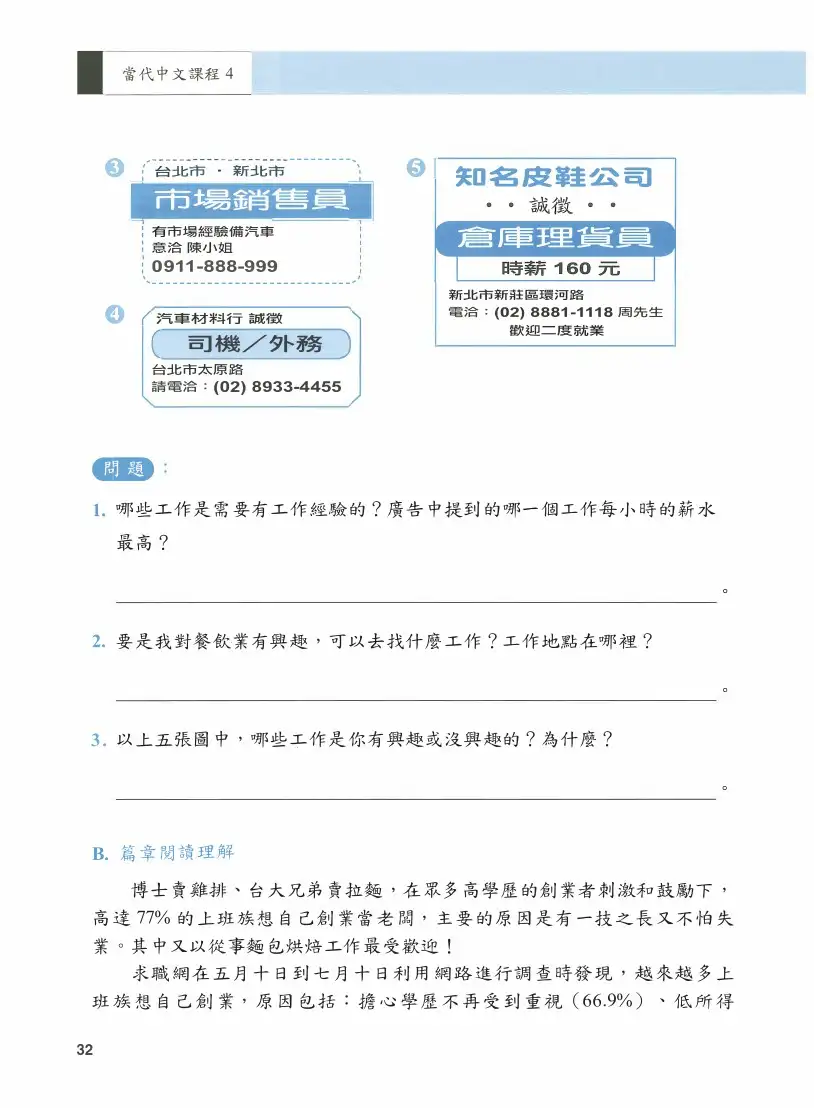 當代中文課程 4
3
台北市 · 新北市
市場銷售員
有市場經驗備汽車
意洽 陳小姐
0911-888-999
4
汽車材料行 誠徵
司機／外務
台北市太原路
請電洽：(02) 8933-4455
5
知名皮鞋公司
‧‧誠徵‧‧
倉庫理貨員
時薪 160 元
新北市新莊區環河路
電洽：(02) 8881-1118 周先生
歡迎二度就業
問題：
1. 哪些工作是需要有工作經驗的？廣告中提到的哪一個工作每小時的薪水
最高？
。
2. 要是我對餐飲業有興趣，可以去找什麼工作？工作地點在哪裡？
。
3. 以上五張圖中，哪些工作是你有興趣或沒興趣的？為什麼？
。
B. 篇章閱讀理解
博士賣雞排、台大兄弟賣拉麵，在眾多高學歷的創業者刺激和鼓勵下，
高達 77% 的上班族想自己創業當老闆，主要的原因是有一技之長又不怕失
業。其中又以從事麵包烘焙工作最受歡迎！
求職網在五月十日到七月十日利用網路進行調查時發現，越來越多上
班族想自己創業，原因包括：擔心學歷不再受到重視（66.9%）、低所得
32